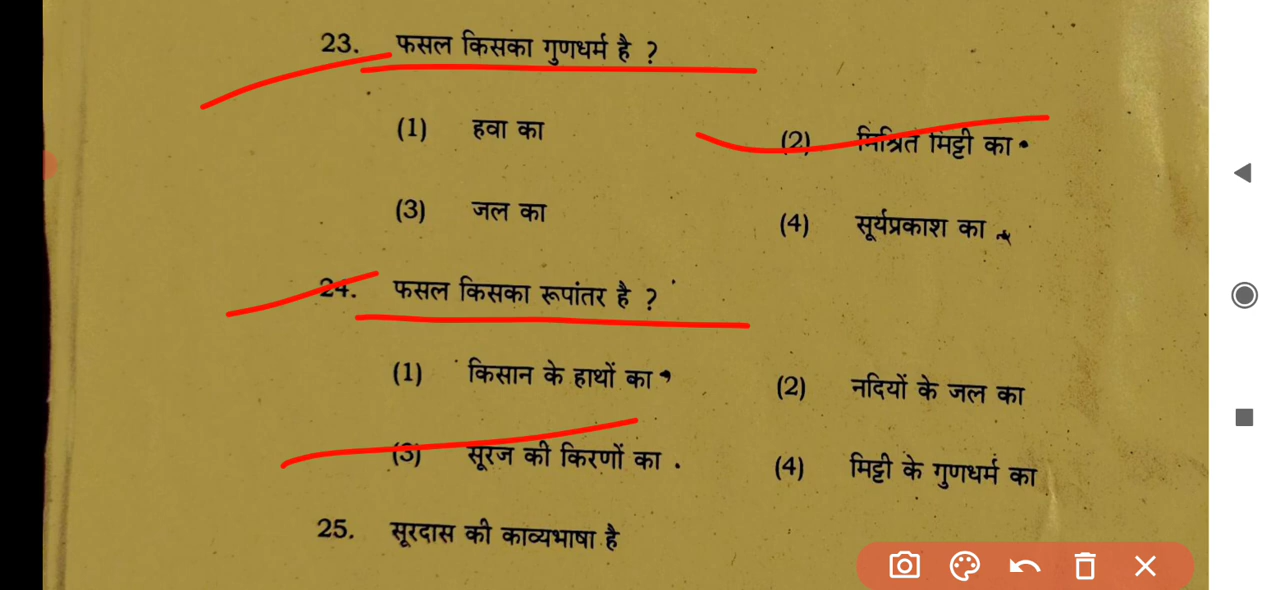 23. फसल किसका गुणधर्म है ?
(1) हवा का (2) मिश्रित मिट्टी का
(3) जल का (4) सूर्यप्रकाश का
24. फसल किसका रूपांतर है ?
(1) किसान के हाथों का (2) नदियों के जल का
(3) सूरज की किरणों का . (4) मिट्टी के गुणधर्म का
25. सूरदास की काव्यभाषा है